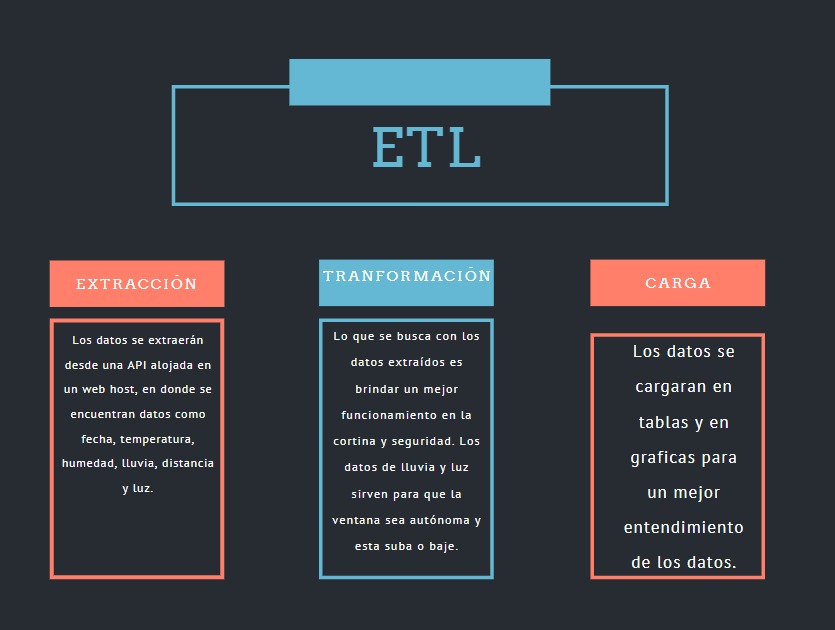 ETL
EXTRACCIÓN
Los datos se extraerán
desde una API alojada en
un web host, en donde se
encuentran datos como
fecha, temperatura,
humedad, lluvia, distancia
y luz.
TRANFORMACIÓN
Lo que se busca con los
datos extraídos es
brindar un mejor
funcionamiento en la
cortina y seguridad. Los
datos de lluvia y luz
sirven para que la
ventana sea autónoma y
esta suba o baje.
CARGA
Los datos se
cargaran en
tablas y en
graficas para
un mejor
entendimiento
de los datos.